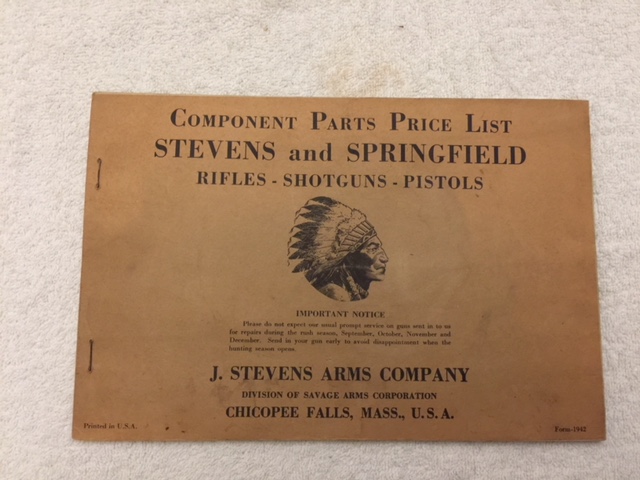 COMPONENT PARTS PRICE LIST
STEVENS and SPRINGFIELD
RIFLES - SHOTGUNS - PISTOLS
IMPORTANT NOTICE
Please do not expect our usual prompt service on guns sent in to us
for repairs during the rush season, September, October, November and
December. Send in your gun early to avoid disappointment when the
hunting season opens.
J. STEVENS ARMS COMPANY
DIVISION OF SAVAGE ARMS CORPORATION
CHICOPEE FALLS, MASS., U. S. A.
Printed in U. S. A.
Form-1942